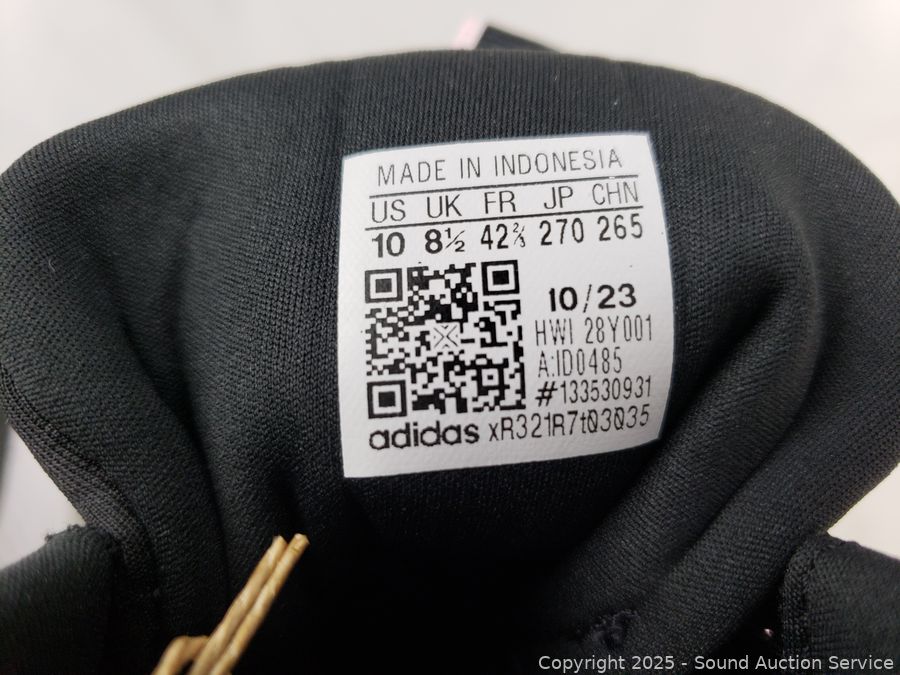 MADE IN INDONESIA
US UK FR JP CHN
10 8½ 42⅔ 270 265
10/23
HWI 28Y001
A:ID0485
#133530931
adidas xR321R7t03035
Copyright 2025 - Sound Auction Service